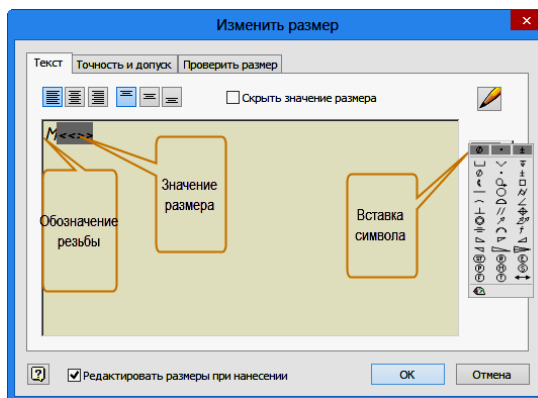 Изменить размер
Текст
Точность и допуск
Проверить размер
Скрыть значение размера
M<<>>
Значение
размера
Обозначение
резьбы
Вставка
символа
Редактировать размеры при нанесении
OK
Отмена